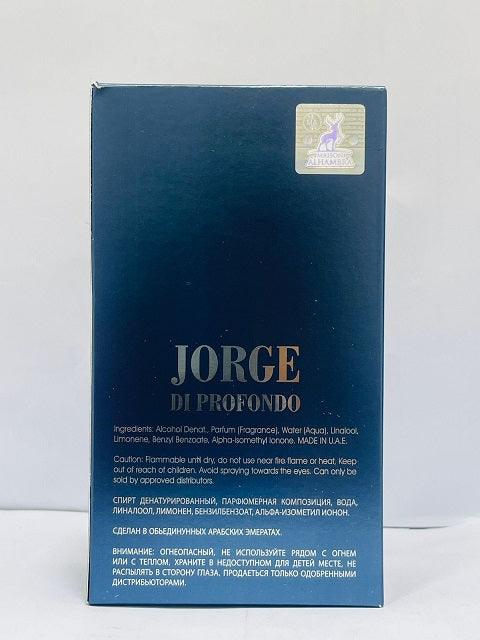 MAISON
ALHAMBRA
JORGE
DI PROFONDO
Ingredients: Alcohol Denat., Parfum (Fragrance), Water (Aqua), Linalool,
Limonene, Benzyl Benzoate, Alpha-Isomethyl Ionone. MADE IN U.A.E.
Caution: Flammable until dry, do not use near fire flame or heat, Keep
out of reach of children. Avoid spraying towards the eyes. Can only be
sold by approved distributors.
СПИРТ ДЕНАТУРИРОВАННЫЙ, ПАРФЮМЕРНАЯ КОМПОЗИЦИЯ, ВОДА,
ЛИНАЛООЛ, ЛИМОНЕН, БЕНЗИЛБЕНЗОАТ, АЛЬФА-ИЗОМЕТИЛ ИОНОН.
СДЕЛАН В ОБЬЕДИНУННЫХ АРАБСКИХ ЭМЕРАТАХ.
ВНИМАНИЕ: ОГНЕОПАСНЫЙ, НЕ ИСПОЛЬЗУЙТЕ РЯДОМ С ОГНЕМ
ИЛИ С ТЕПЛОМ, ХРАНИТЕ В НЕДОСТУПНОМ ДЛЯ ДЕТЕЙ МЕСТЕ, НЕ
РАСПЫЛЯТЬ В СТОРОНУ ГЛАЗА. ПРОДАЕТЬСЯ ТОЛЬКО ОДОБРЕННЫМИ
ДИСТРИБЬЮТОРАМИ.